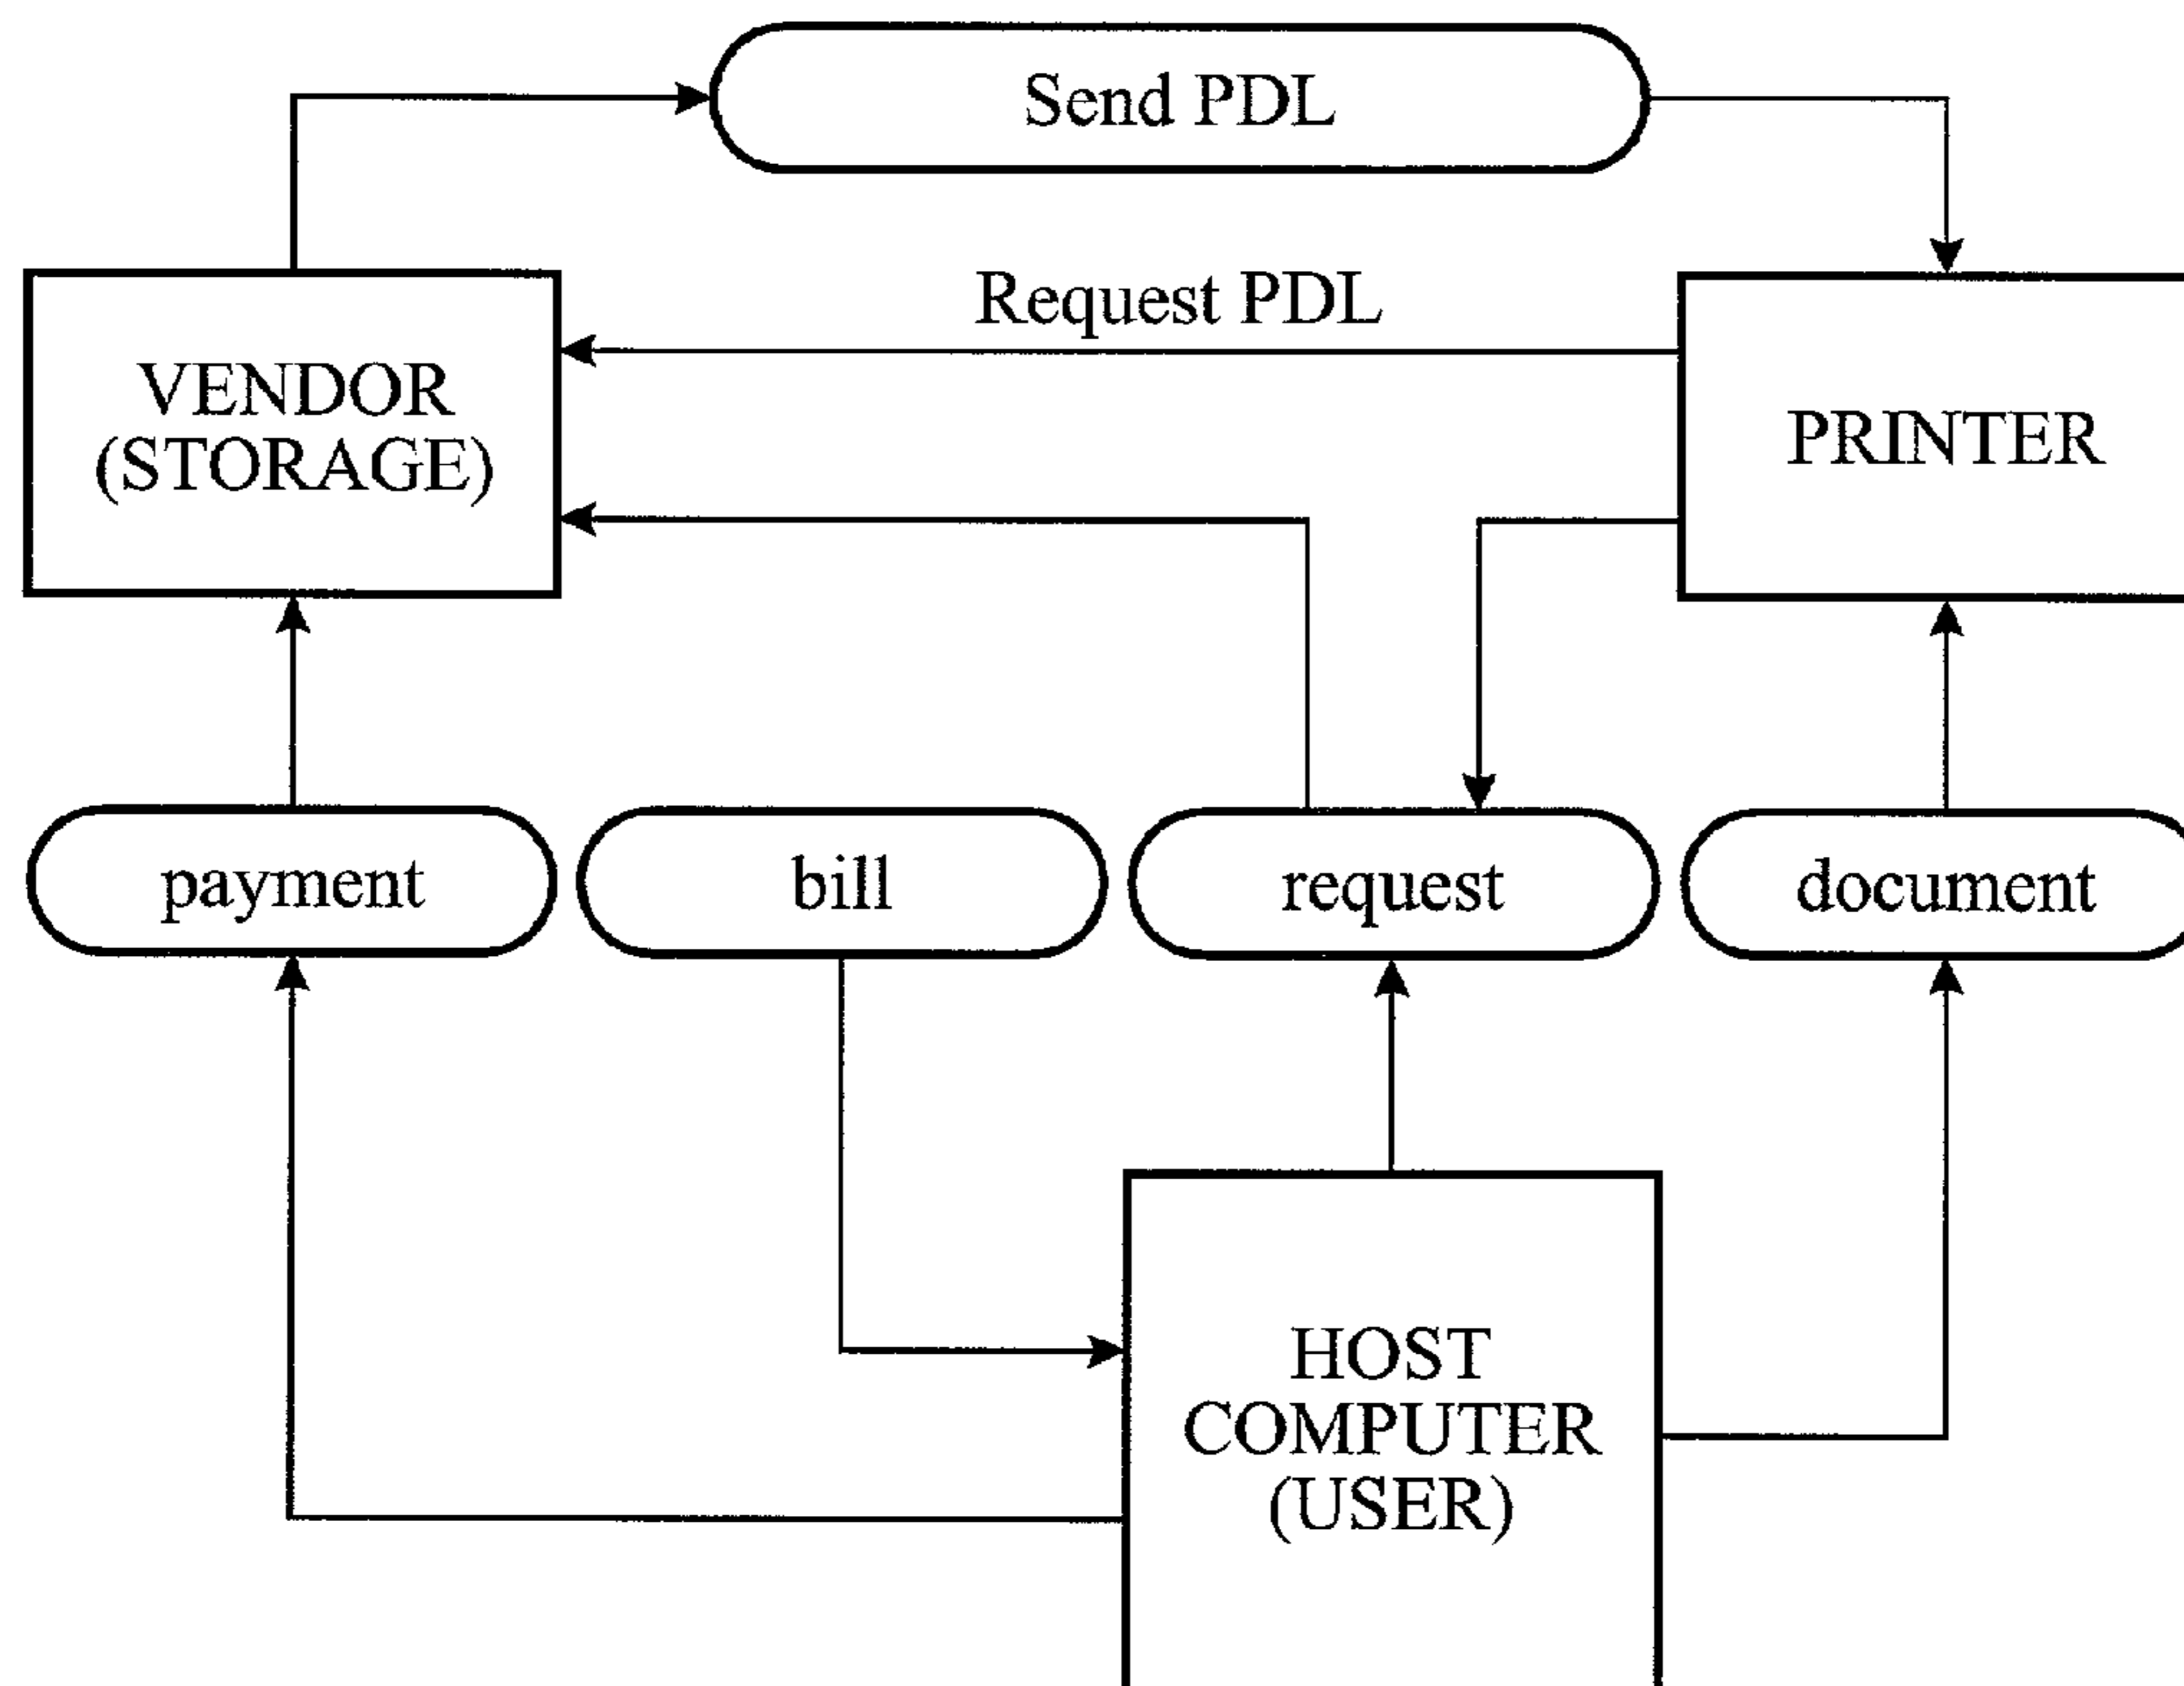 Send PDL
Request PDL
VENDOR
(STORAGE)
PRINTER
payment
bill
request
document
HOST
COMPUTER
(USER)